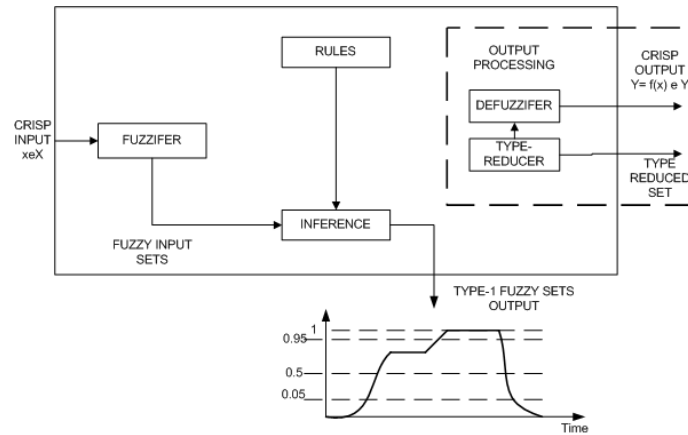 RULES
OUTPUT
PROCESSING
CRISP
OUTPUT
Y= f(x) e Y
DEFUZZIFER
CRISP
INPUT
xeX
FUZZIFER
TYPE-
REDUCER
TYPE
REDUCED
SET
INFERENCE
FUZZY INPUT
SETS
TYPE-1 FUZZY SETS
OUTPUT
1
0.95
0.5
0.05
Time